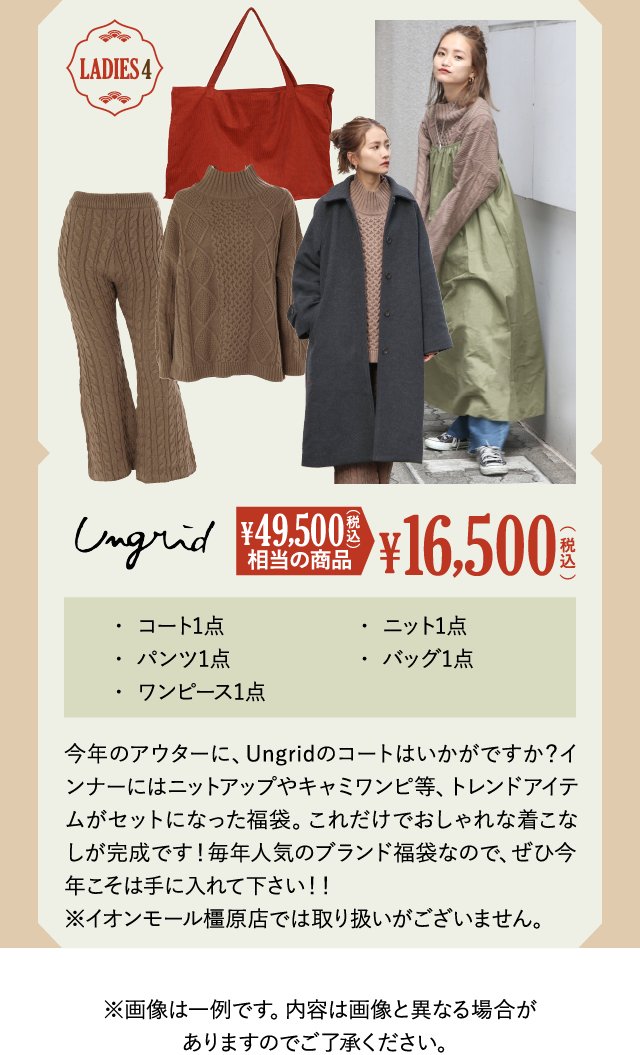 LADIES 4
Ungrid
¥49,500(税込)
相当の商品
¥16,500(税込)
・ コート1点
・ ニット1点
・ パンツ1点
・ バッグ1点
・ ワンピース1点
今年のアウターに、Ungridのコートはいかがですか？イ
ンナーにはニットアップやキャミワンピ等、トレンドアイテ
ムがセットになった福袋。これだけでおしゃれな着こな
しが完成です！毎年人気のブランド福袋なので、ぜひ今
年こそは手に入れて下さい！！
※イオンモール橿原店では取り扱いがございません。
※画像は一例です。内容は画像と異なる場合が
ありますのでご了承ください。